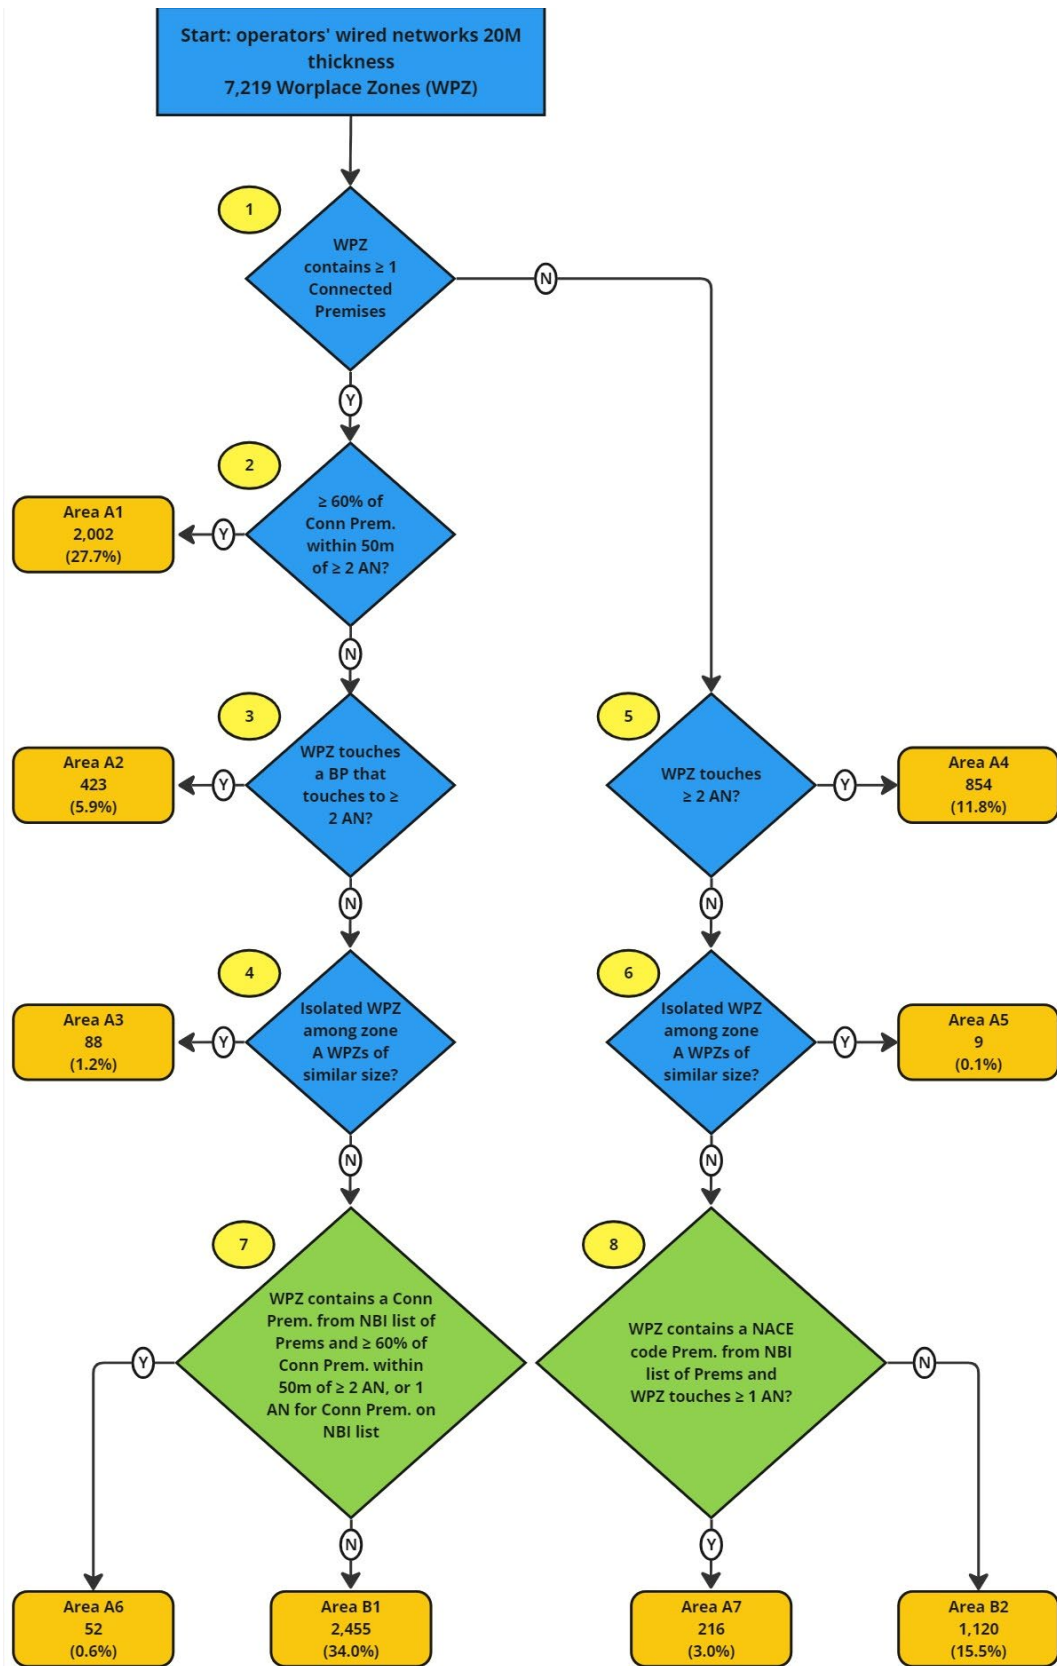 Start: operators' wired networks 20M
thickness
7,219 Worplace Zones (WPZ)
1
WPZ
contains ≥ 1
Connected
Premises
N
Y
2
≥ 60% of
Conn Prem.
within 50m
of ≥ 2 AN?
Y
Area A1
2,002
(27.7%)
N
3
WPZ touches
a BP that
touches to ≥
2 AN?
Y
Area A2
423
(5.9%)
5
WPZ touches
≥ 2 AN?
Y
Area A4
854
(11.8%)
N
N
4
Isolated WPZ
among zone
A WPZs of
similar size?
Y
Area A3
88
(1.2%)
6
Isolated WPZ
among zone
A WPZs of
similar size?
Y
Area A5
9
(0.1%)
N
N
7
WPZ contains a Conn
Prem. from NBI list of
Prems and ≥ 60% of
Conn Prem. within
50m of ≥ 2 AN, or 1
AN for Conn Prem. on
NBI list
Y
8
WPZ contains a NACE
code Prem. from NBI
list of Prems and
WPZ touches ≥ 1 AN?
N
N
Y
Area A6
52
(0.6%)
Area B1
2,455
(34.0%)
Area A7
216
(3.0%)
Area B2
1,120
(15.5%)